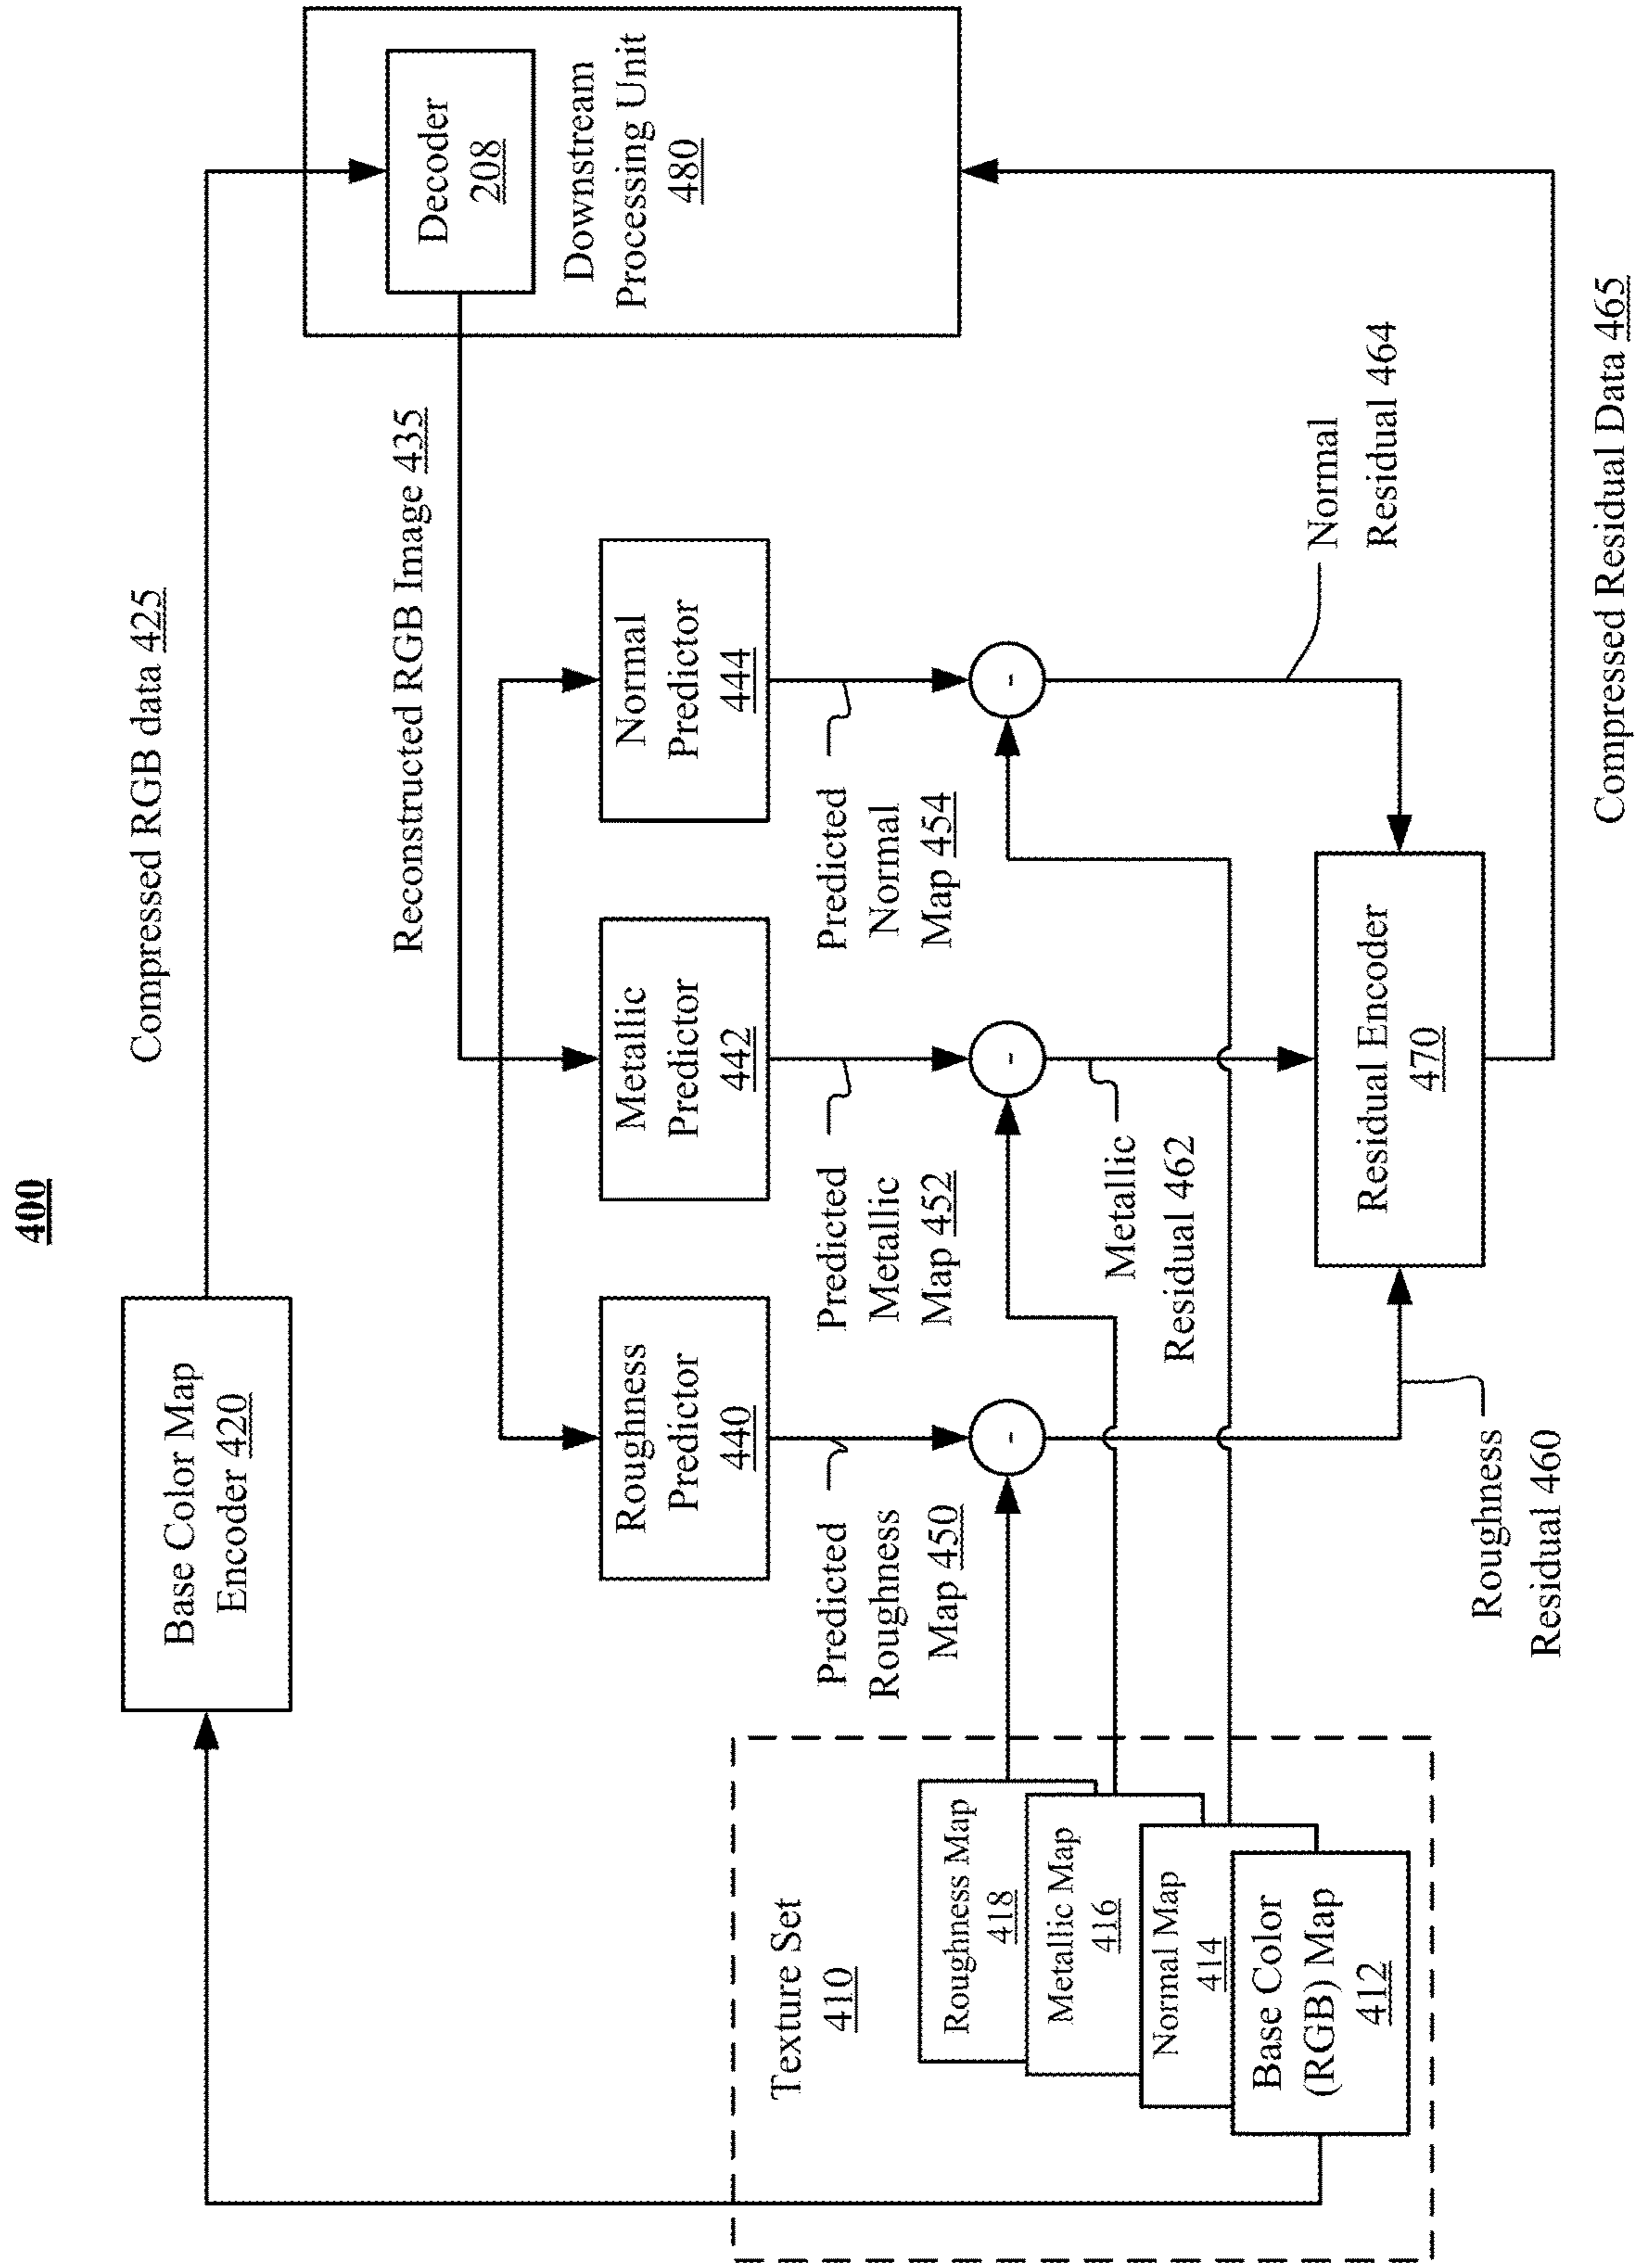 400
Base Color Map
Encoder 420
Compressed RGB data 425
Reconstructed RGB Image 435
Decoder
208
Downstream
Processing Unit
480
Roughness
Predictor
440
Metallic
Predictor
442
Normal
Predictor
444
Predicted
Roughness
Map 450
Predicted
Metallic
Map 452
Predicted
Normal
Map 454
-
-
-
Texture Set
410
Roughness Map
418
Metallic Map
416
Normal Map
414
Base Color
(RGB) Map
412
Metallic
Residual 462
Normal
Residual 464
Roughness
Residual 460
Residual Encoder
470
Compressed Residual Data 465